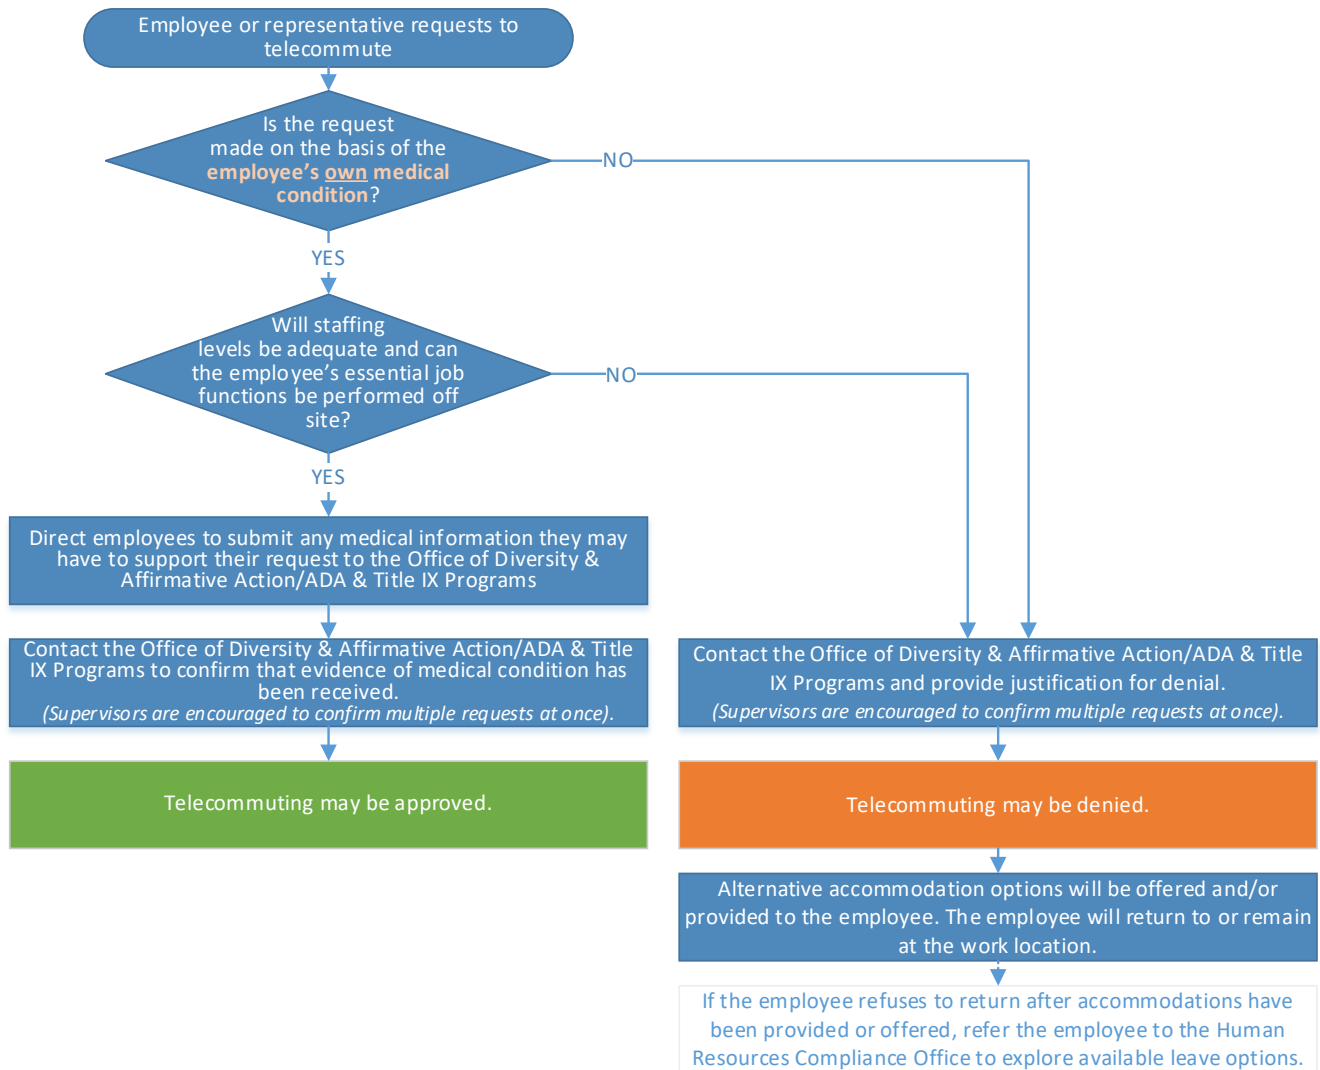 Employee or representative requests to
telecommute
Is the request
made on the basis of the
employee's own medical
condition?
NO
YES
Will staffing
levels be adequate and can
the employee's essential job
functions be performed off
site?
NO
YES
Direct employees to submit any medical information they may
have to support their request to the Office of Diversity &
Affirmative Action/ADA & Title IX Programs
Contact the Office of Diversity & Affirmative Action/ADA & Title
IX Programs to confirm that evidence of medical condition has
been received.
(Supervisors are encouraged to confirm multiple requests at once).
Contact the Office of Diversity & Affirmative Action/ADA & Title
IX Programs and provide justification for denial.
(Supervisors are encouraged to confirm multiple requests at once).
Telecommuting may be approved.
Telecommuting may be denied.
Alternative accommodation options will be offered and/or
provided to the employee. The employee will return to or remain
at the work location.
If the employee refuses to return after accommodations have
been provided or offered, refer the employee to the Human
Resources Compliance Office to explore available leave options.